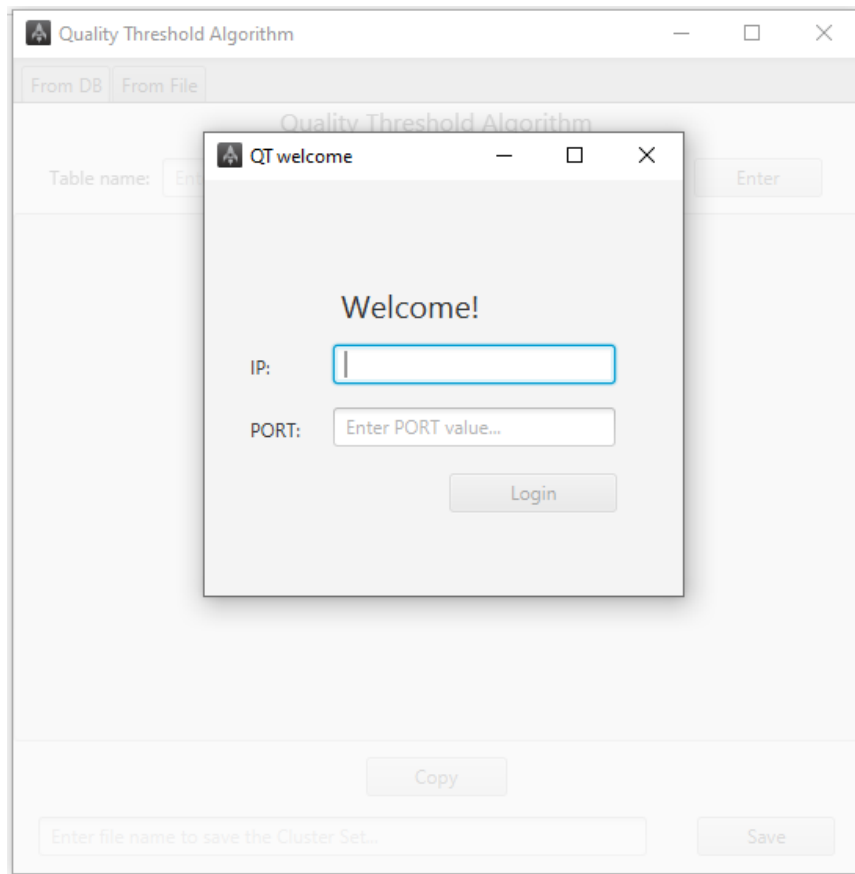 Quality Threshold Algorithm
From DB From File
Quality Threshold Algorithm
Table name: Ent Enter
QT welcome
Welcome!
IP:
PORT: Enter PORT value...
Login
Copy
Enter file name to save the Cluster Set... Save